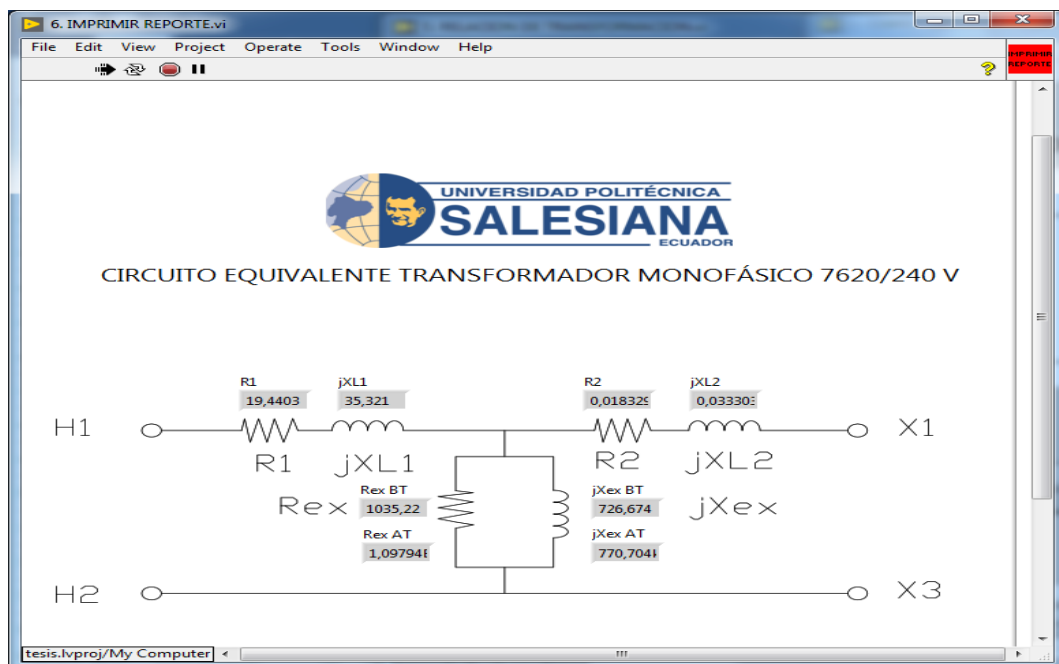 6. IMPRIMIR REPORTE.vi
File Edit View Project Operate Tools Window Help
IMPRIMIR
REPORTE
UNIVERSIDAD POLITÉCNICA
SALESIANA
ECUADOR
CIRCUITO EQUIVALENTE TRANSFORMADOR MONOFÁSICO 7620/240 V
R1 jXL1 R2 jXL2
19,4403 35,321 0,018329 0,03330
H1 X1
R1 jXL1 R2 jXL2
Rex BT jXex BT
Rex 1035,22 726,674 jXex
Rex AT jXex AT
1,09794 770,704
H2 X3
tesis.lvproj/My Computer